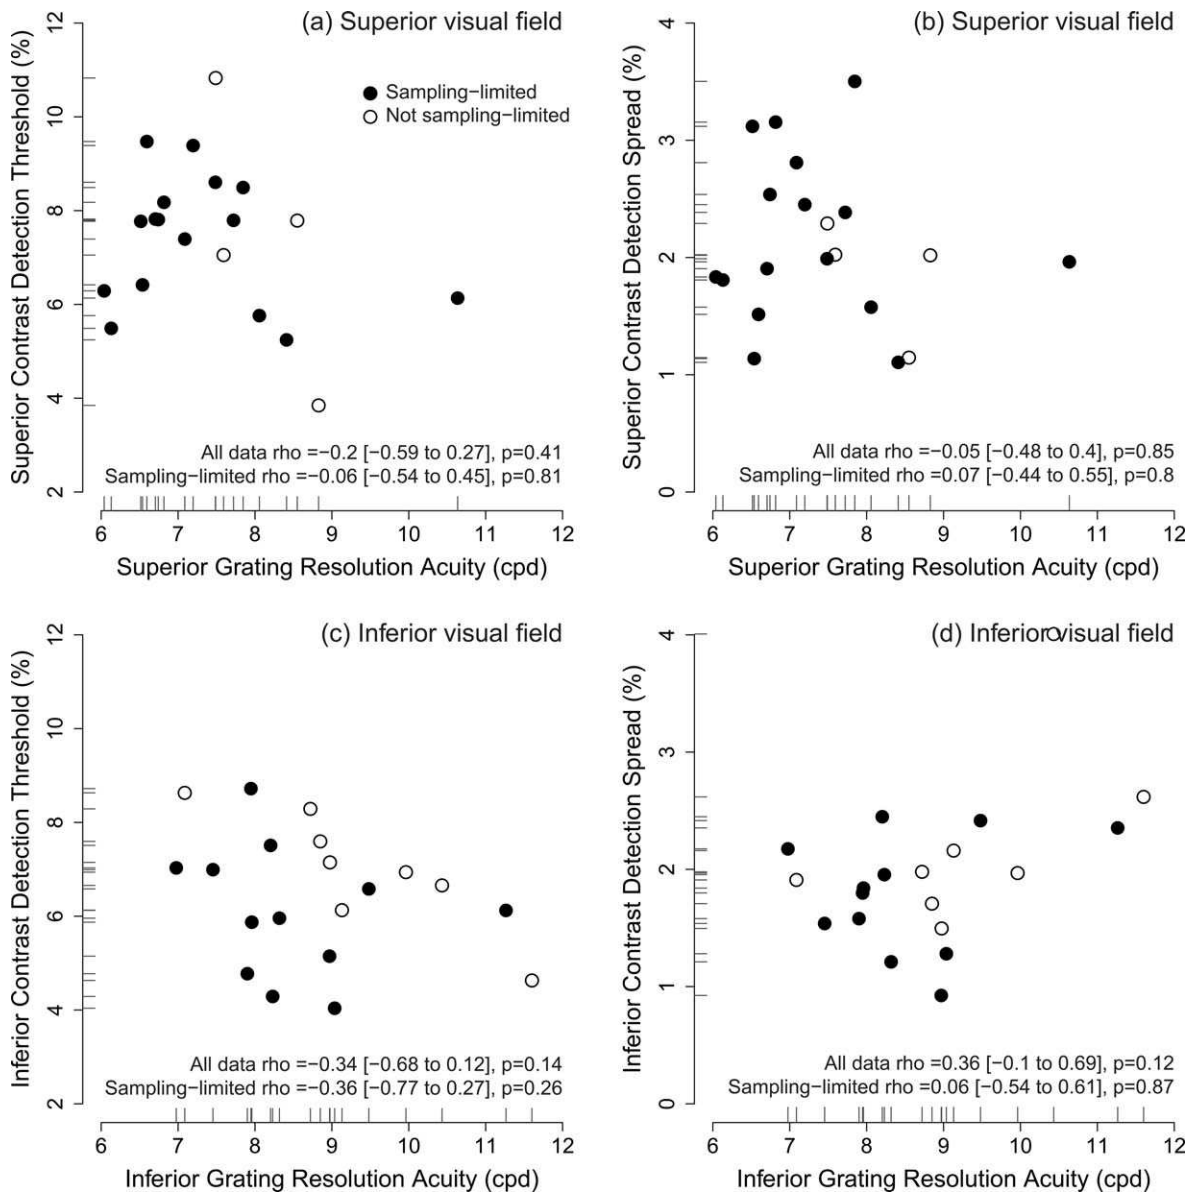 (a) Superior visual field
Sampling−limited
Not sampling−limited
12
10
8
6
4
2
Superior Contrast Detection Threshold (%)
All data rho =−0.2 [−0.59 to 0.27], p=0.41
Sampling−limited rho =−0.06 [−0.54 to 0.45], p=0.81
6 7 8 9 10 11 12
Superior Grating Resolution Acuity (cpd)
(b) Superior visual field
4
3
2
1
0
Superior Contrast Detection Spread (%)
All data rho =−0.05 [−0.48 to 0.4], p=0.85
Sampling−limited rho =0.07 [−0.44 to 0.55], p=0.8
6 7 8 9 10 11 12
Superior Grating Resolution Acuity (cpd)
(c) Inferior visual field
12
10
8
6
4
2
Inferior Contrast Detection Threshold (%)
All data rho =−0.34 [−0.68 to 0.12], p=0.14
Sampling−limited rho =−0.36 [−0.77 to 0.27], p=0.26
6 7 8 9 10 11 12
Inferior Grating Resolution Acuity (cpd)
(d) Inferior visual field
4
3
2
1
0
Inferior Contrast Detection Spread (%)
All data rho =0.36 [−0.1 to 0.69], p=0.12
Sampling−limited rho =0.06 [−0.54 to 0.61], p=0.87
6 7 8 9 10 11 12
Inferior Grating Resolution Acuity (cpd)